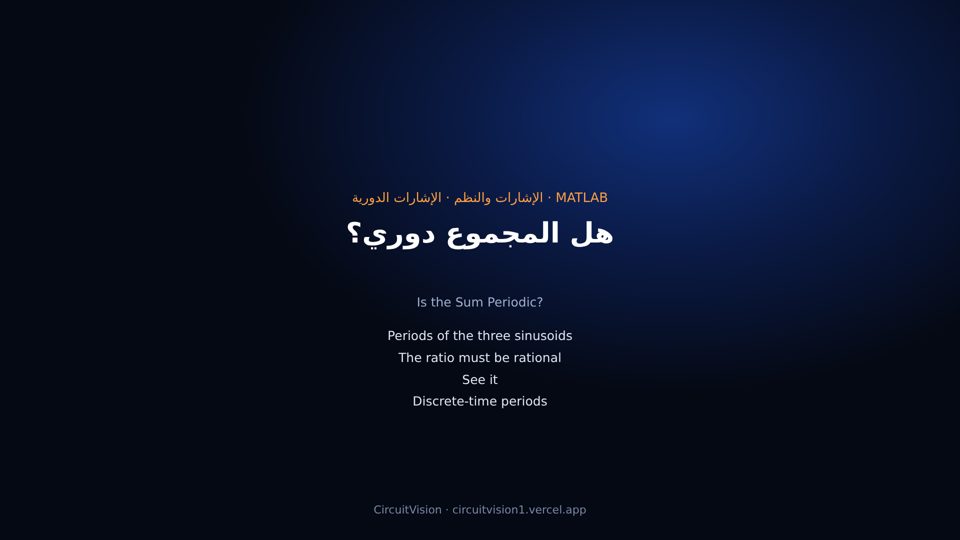 MATLAB · الإشارات والنظم · الإشارات الدورية
هل المجموع دوري؟
Is the Sum Periodic?
Periods of the three sinusoids
The ratio must be rational
See it
Discrete-time periods
CircuitVision · circuitvision1.vercel.app